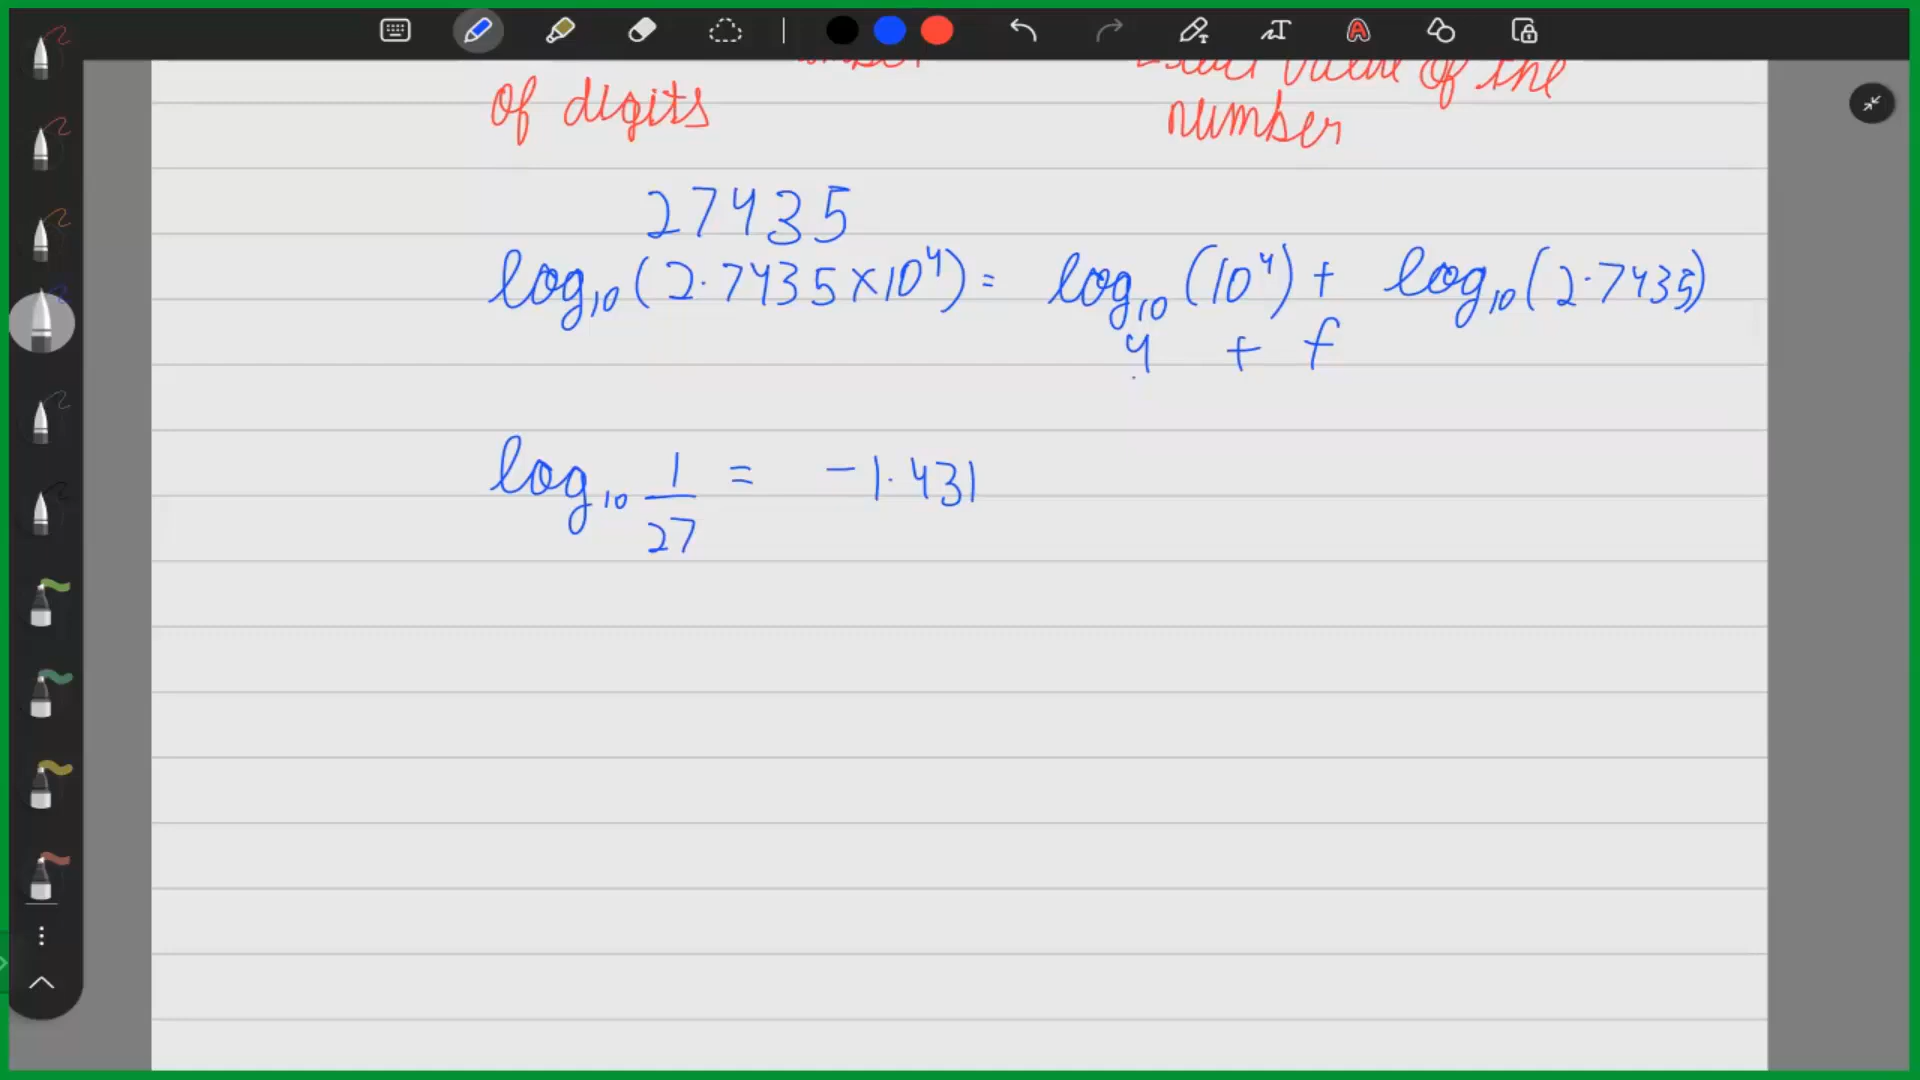 of digits
number
27435
log₁₀(2.7435×10⁴) = log₁₀(10⁴) + log₁₀(2.7435)
4 + f
log₁₀ 1/27 = -1.431